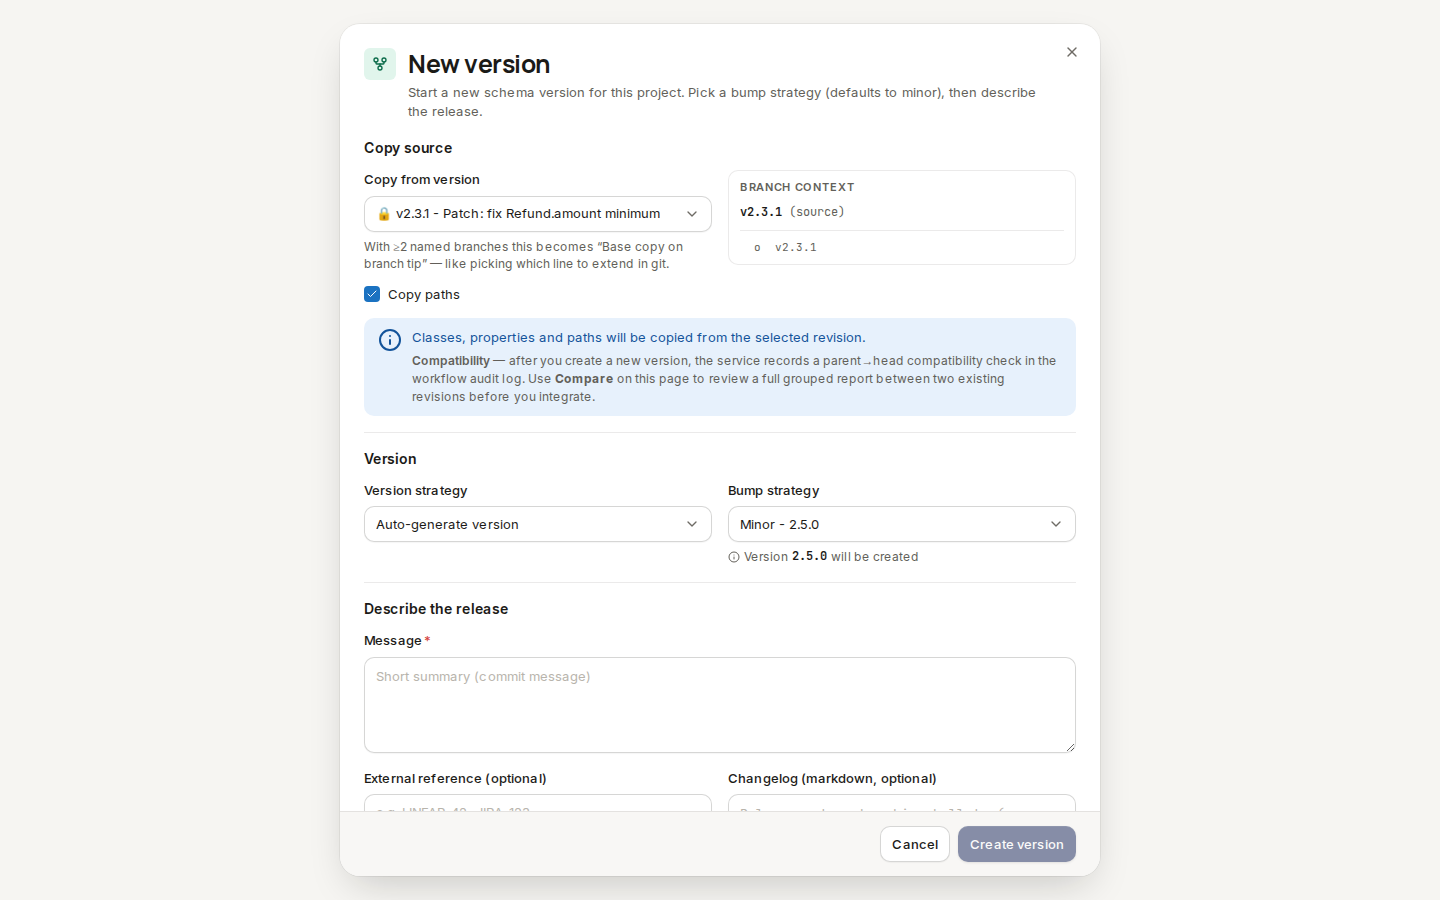 New version
Start a new schema version for this project. Pick a bump strategy (defaults to minor), then describe
the release.
Copy source
Copy from version
BRANCH CONTEXT
🔒 v2.3.1 - Patch: fix Refund.amount minimum
v2.3.1 (source)
With ≥2 named branches this becomes “Base copy on
branch tip” — like picking which line to extend in git.
o v2.3.1
Copy paths
Classes, properties and paths will be copied from the selected revision.
Compatibility — after you create a new version, the service records a parent→head compatibility check in the
workflow audit log. Use Compare on this page to review a full grouped report between two existing
revisions before you integrate.
Version
Version strategy
Bump strategy
Auto-generate version
Minor - 2.5.0
Version 2.5.0 will be created
Describe the release
Message *
Short summary (commit message)
External reference (optional)
Changelog (markdown, optional)
Cancel
Create version